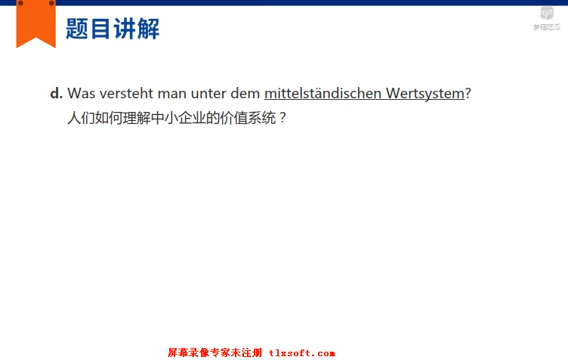 题目讲解
d. Was versteht man unter dem mittelständischen Wertsystem?
人们如何理解中小企业的价值系统？
屏幕录像专家未注册 tlxsoft.com